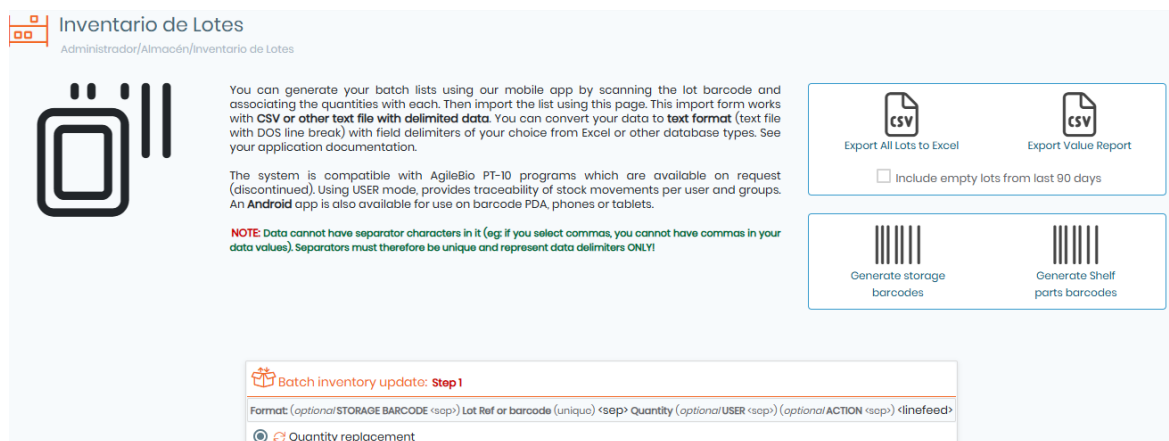 Inventario de Lotes
Administrador/Almacén/Inventario de Lotes
You can generate your batch lists using our mobile app by scanning the lot barcode and
associating the quantities with each. Then import the list using this page. This import form works
with CSV or other text file with delimited data. You can convert your data to text format (text file
with DOS line break) with field delimiters of your choice from Excel or other database types. See
your application documentation.
The system is compatible with AgileBio PT-10 programs which are available on request
(discontinued). Using USER mode, provides traceability of stock movements per user and groups.
An Android app is also available for use on barcode PDA, phones or tablets.
NOTE: Data cannot have separator characters in it (eg: if you select commas, you cannot have commas in your
data values). Separators must therefore be unique and represent data delimiters ONLY!
CSV
CSV
Export All Lots to Excel
Export Value Report
Include empty lots from last 90 days
Generate storage
barcodes
Generate Shelf
parts barcodes
Batch inventory update: Step 1
Format: (optional STORAGE BARCODE <sep>) Lot Ref or barcode (unique) <sep> Quantity (optional USER <sep>) (optional ACTION <sep>) <linefeed>
Quantity replacement